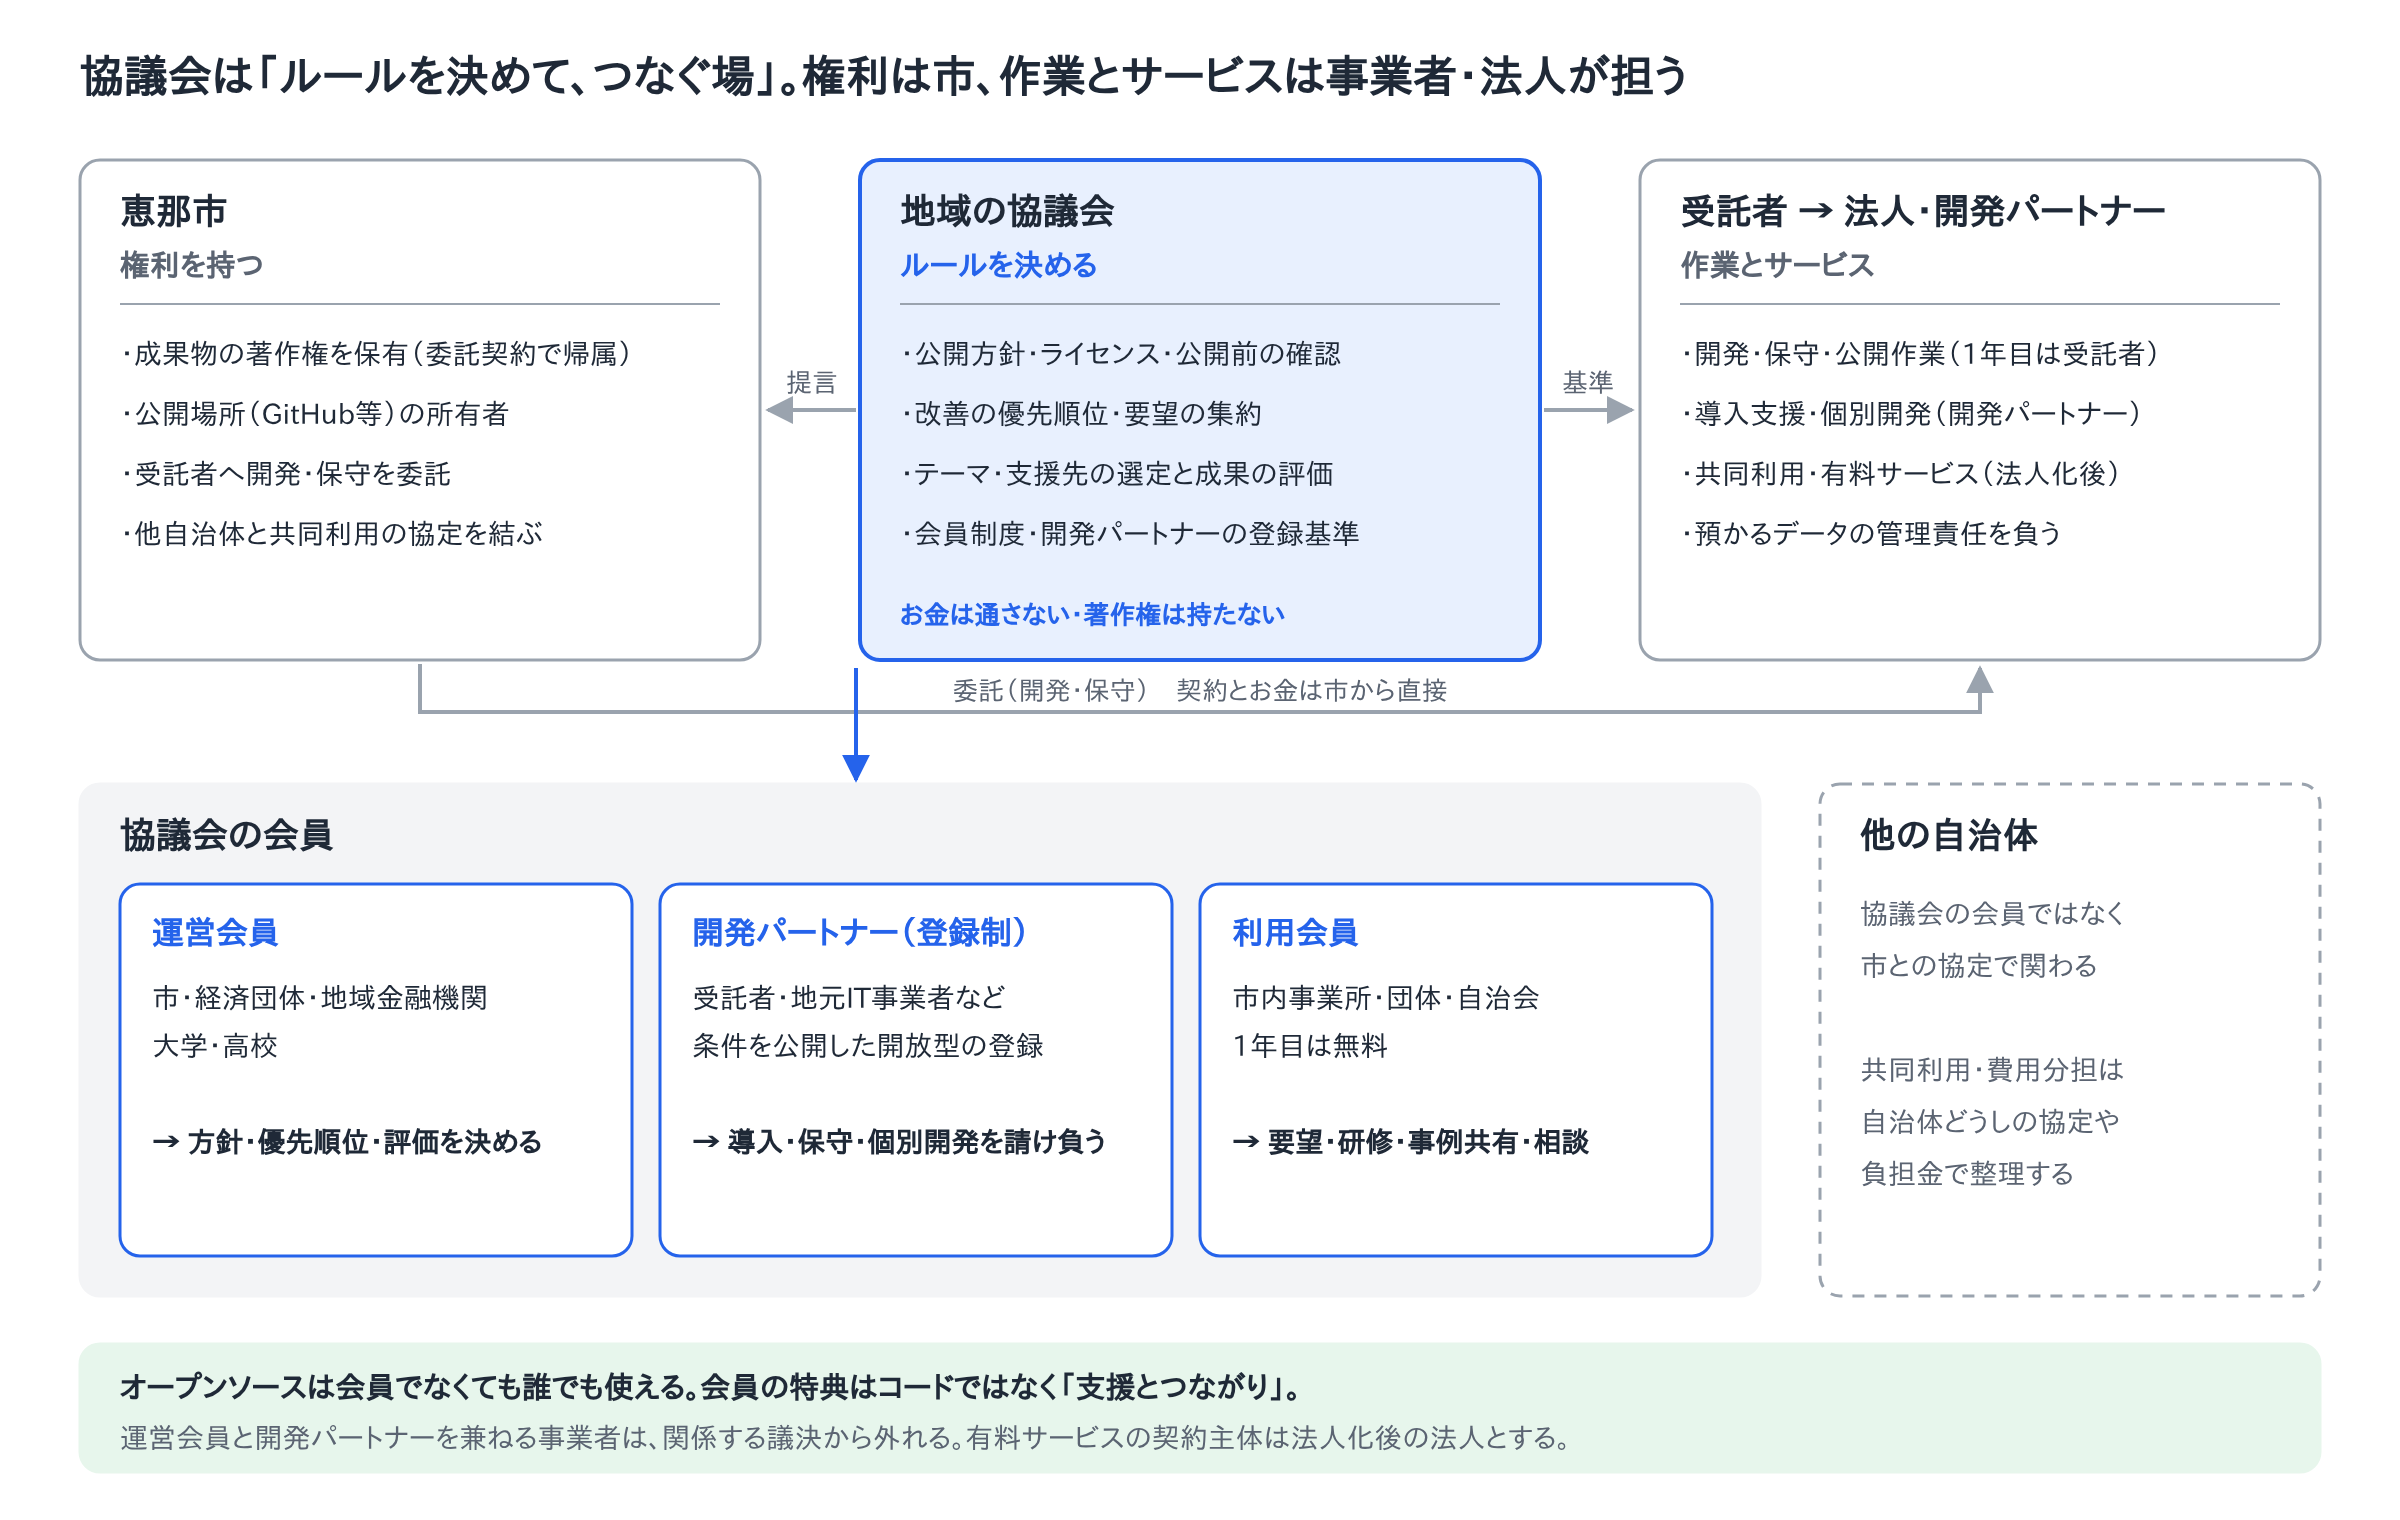 協議会は「ルールを決めて、つなぐ場」。権利は市、作業とサービスは事業者・法人が担う
恵那市
権利を持つ
・成果物の著作権を保有（委託契約で帰属）
・公開場所（GitHub等）の所有者
・受託者へ開発・保守を委託
・他自治体と共同利用の協定を結ぶ
提言
地域の協議会
ルールを決める
・公開方針・ライセンス・公開前の確認
・改善の優先順位・要望の集約
・テーマ・支援先の選定と成果の評価
・会員制度・開発パートナーの登録基準
お金は通さない・著作権は持たない
基準
受託者 → 法人・開発パートナー
作業とサービス
・開発・保守・公開作業（1年目は受託者）
・導入支援・個別開発（開発パートナー）
・共同利用・有料サービス（法人化後）
・預かるデータの管理責任を負う
委託（開発・保守）　契約とお金は市から直接
協議会の会員
運営会員
市・経済団体・地域金融機関
大学・高校
→ 方針・優先順位・評価を決める
開発パートナー（登録制）
受託者・地元IT事業者など
条件を公開した開放型の登録
→ 導入・保守・個別開発を請け負う
利用会員
市内事業所・団体・自治会
1年目は無料
→ 要望・研修・事例共有・相談
他の自治体
協議会の会員ではなく
市との協定で関わる
共同利用・費用分担は
自治体どうしの協定や
負担金で整理する
オープンソースは会員でなくても誰でも使える。会員の特典はコードではなく「支援とつながり」。
運営会員と開発パートナーを兼ねる事業者は、関係する議決から外れる。有料サービスの契約主体は法人化後の法人とする。